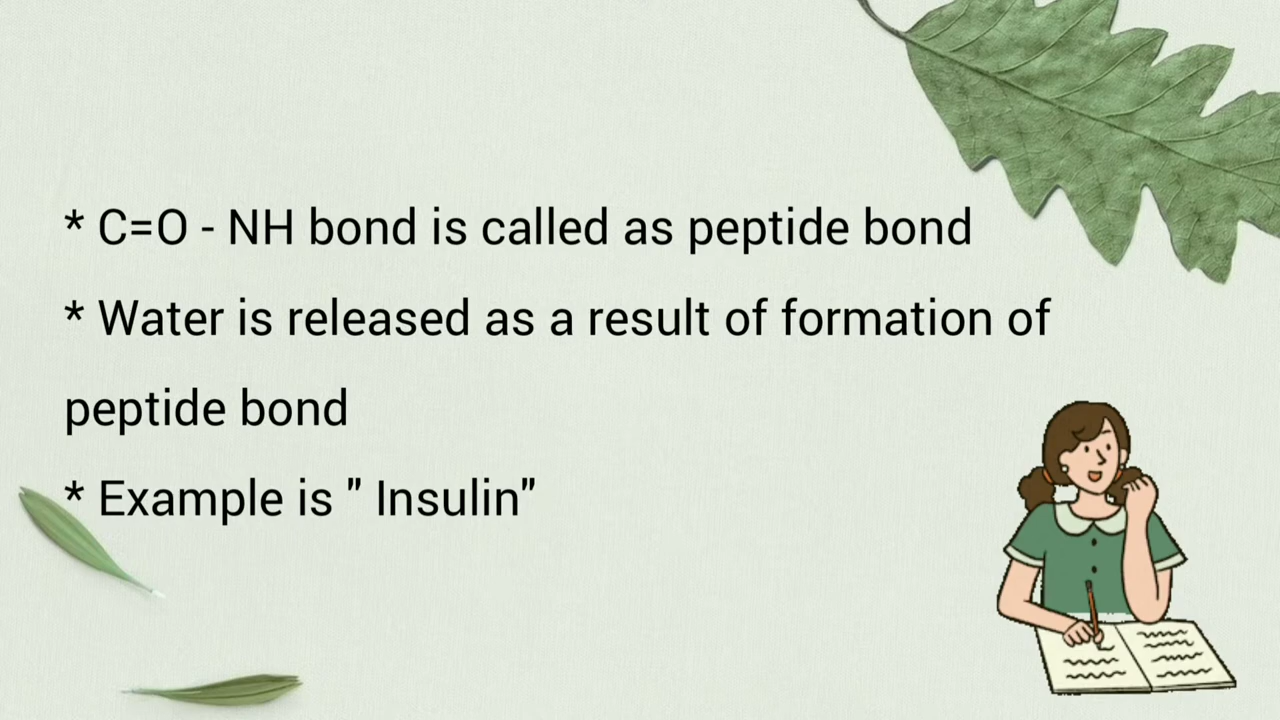 * C=O - NH bond is called as peptide bond
* Water is released as a result of formation of
peptide bond
* Example is " Insulin"